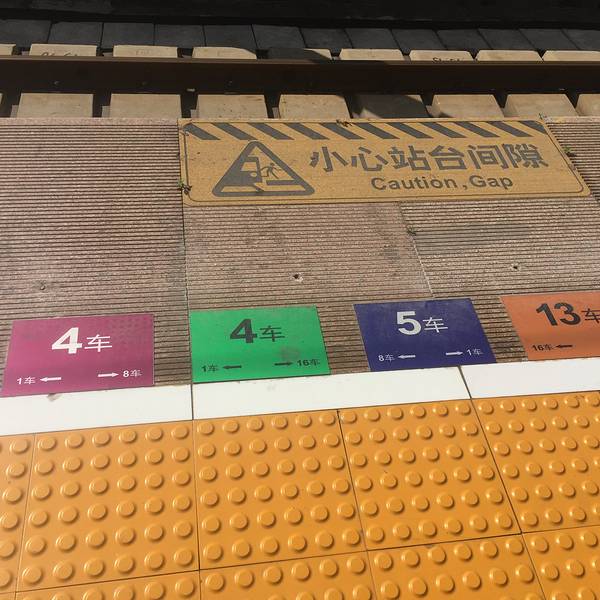 小心站台间隙
Caution ,Gap
4车
1车 ← → 8车
4车
1车 ← → 16车
5车
8车 ← → 1车
13车
16车 ←